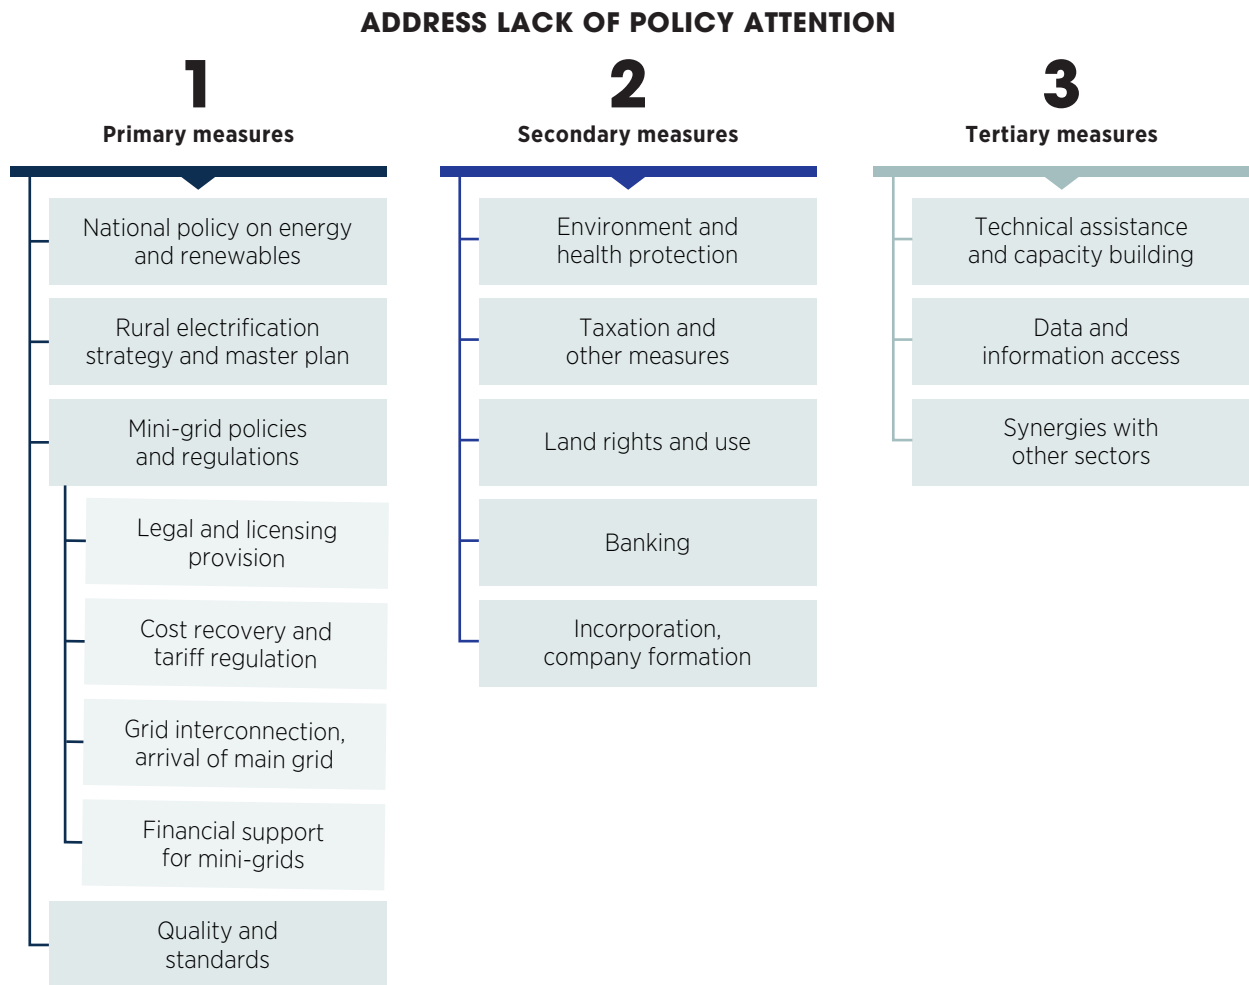 ADDRESS LACK OF POLICY ATTENTION
1
Primary measures
National policy on energy
and renewables
Rural electrification
strategy and master plan
Mini-grid policies
and regulations
Legal and licensing
provision
Cost recovery and
tariff regulation
Grid interconnection,
arrival of main grid
Financial support
for mini-grids
Quality and
standards
2
Secondary measures
Environment and
health protection
Taxation and
other measures
Land rights and use
Banking
Incorporation,
company formation
3
Tertiary measures
Technical assistance
and capacity building
Data and
information access
Synergies with
other sectors